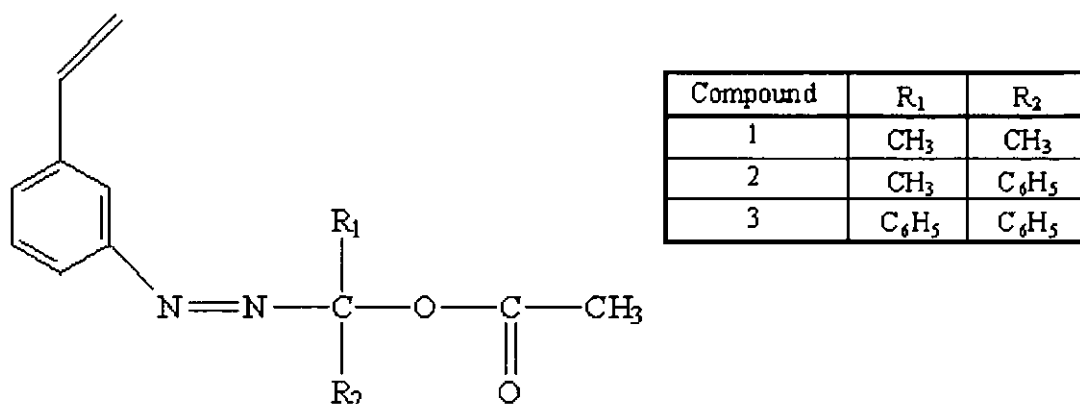 Compound R₁ R₂
1 CH₃ CH₃
2 CH₃ C₆H₅
3 C₆H₅ C₆H₅
R₁
N N C O C CH₃
R₂ O